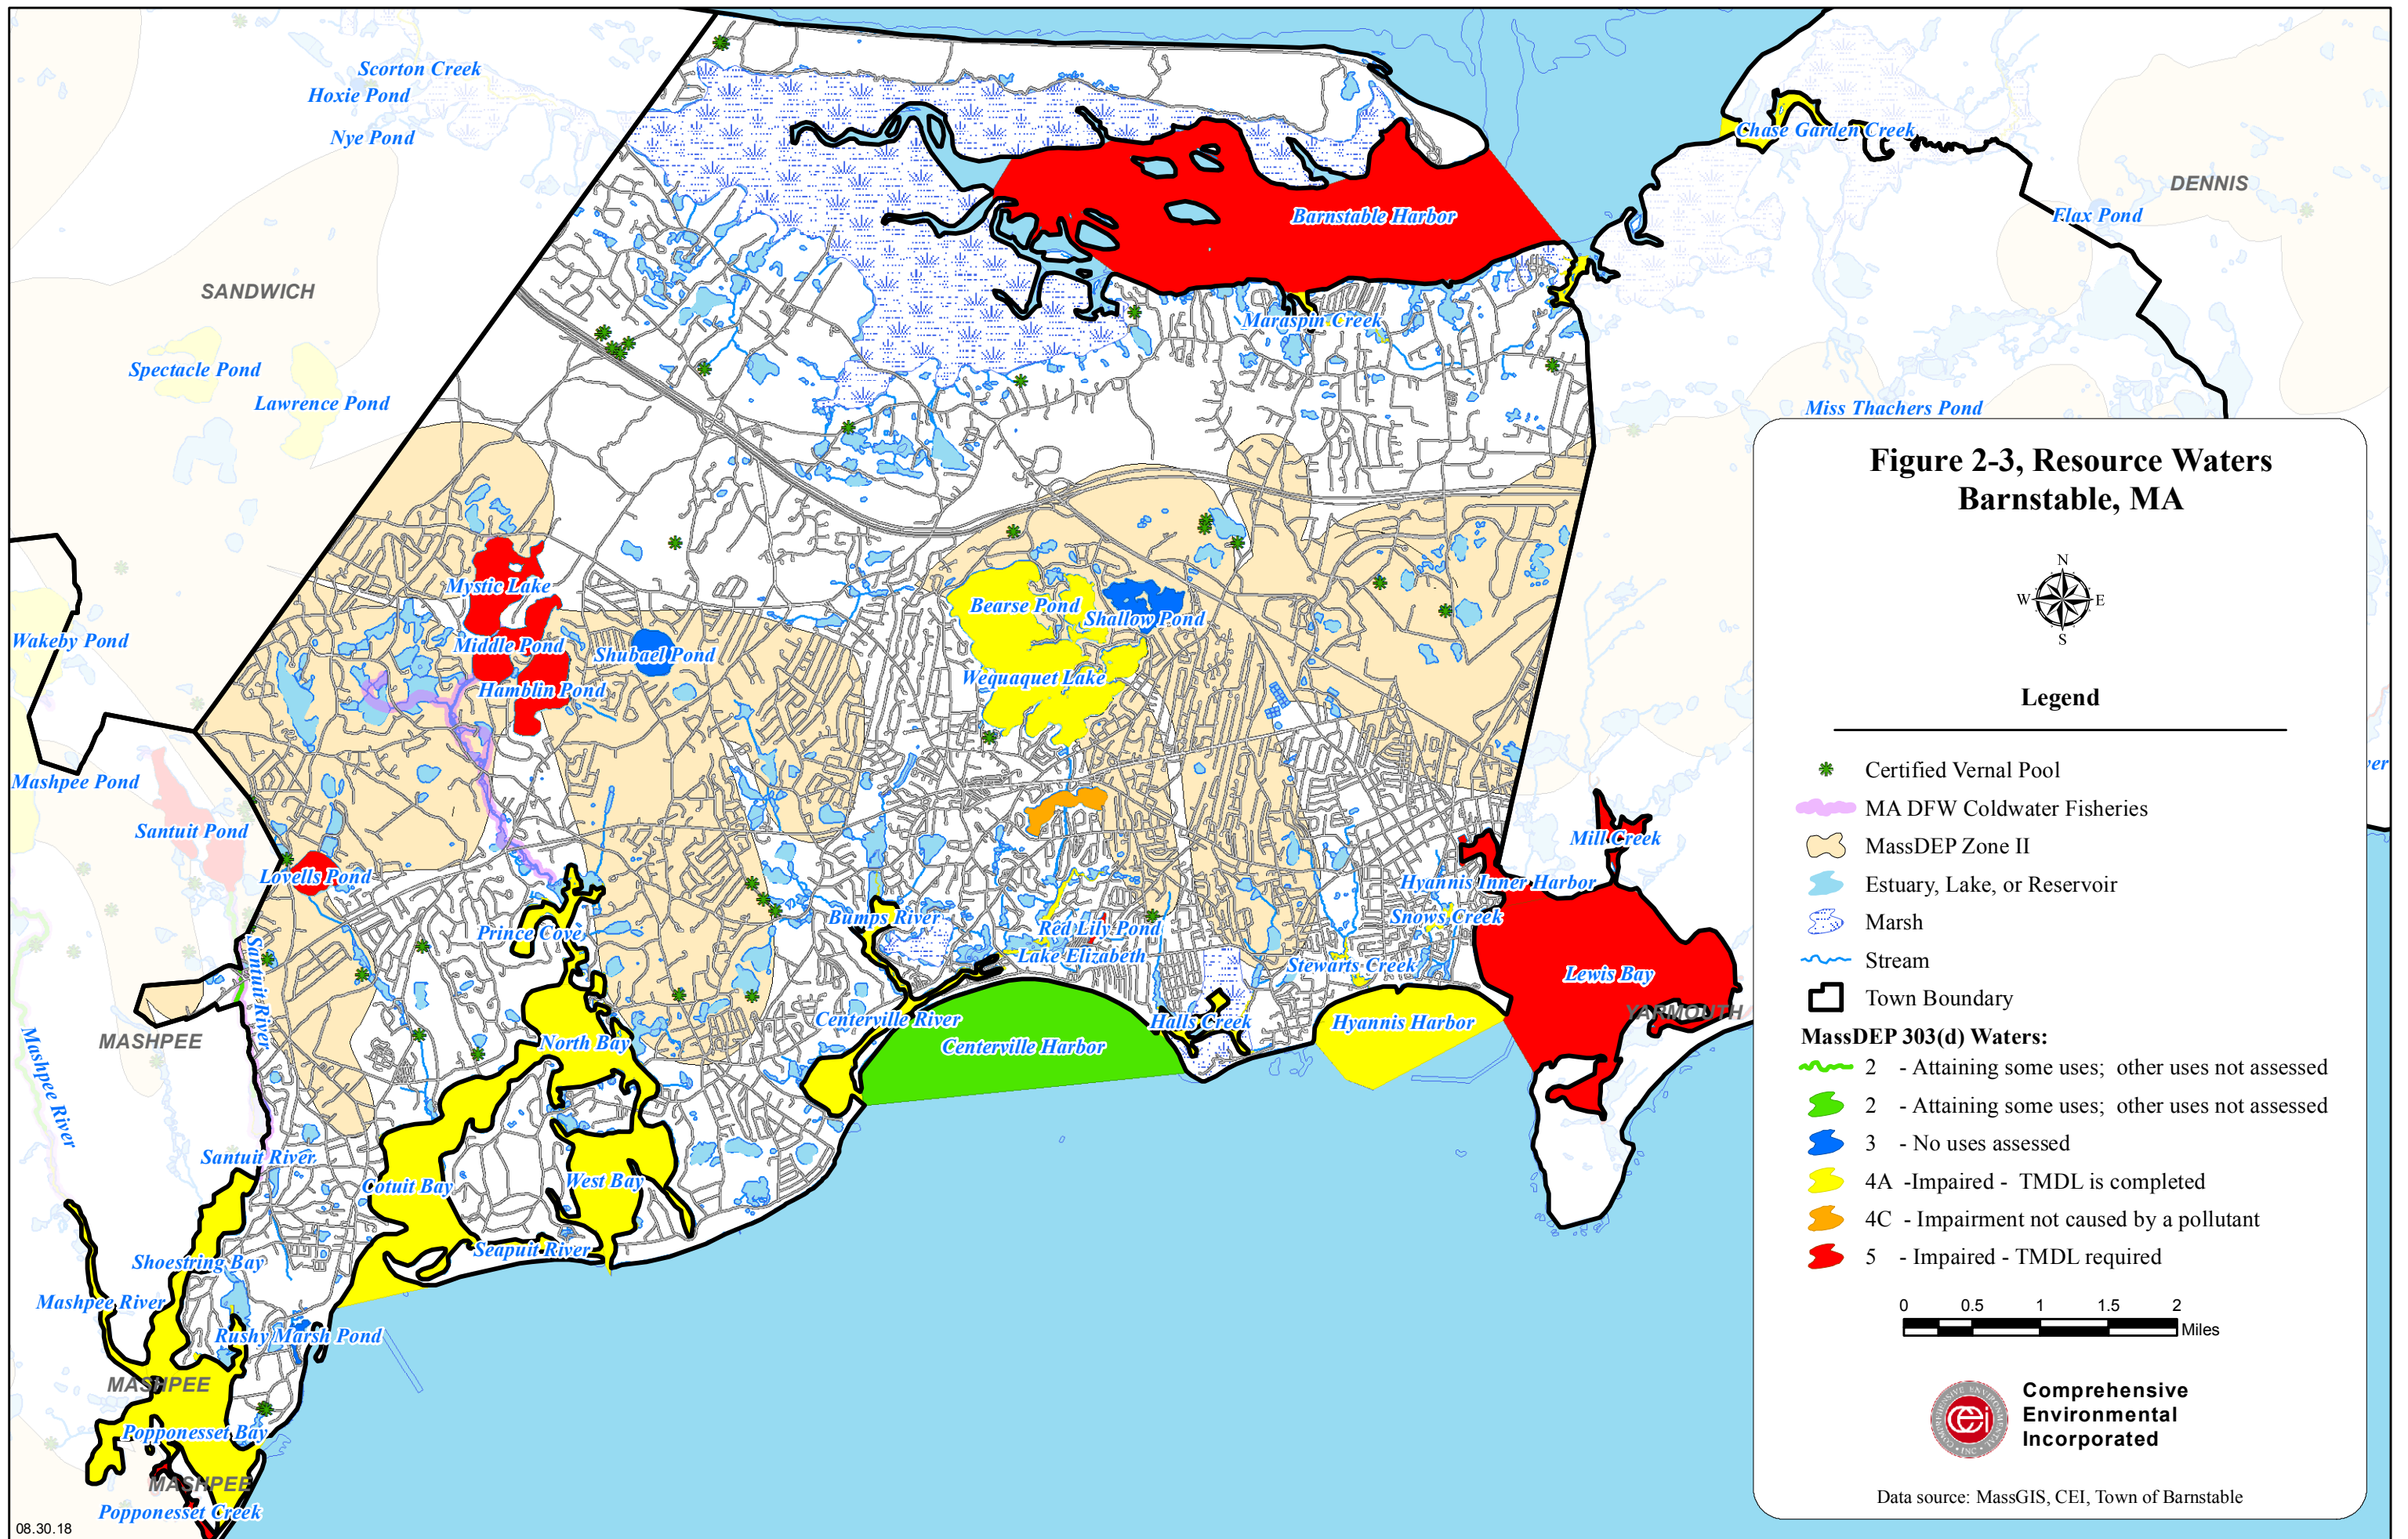 Scorton Creek
Hoxie Pond
Nye Pond
Chase Garden Creek
DENNIS
Flax Pond
Barnstable Harbor
SANDWICH
Maraspin Creek
Spectacle Pond
Lawrence Pond
Miss Thachers Pond
Mystic Lake
Bearse Pond
Shallow Pond
Wakeby Pond
Middle Pond
Shubael Pond
Wequaquet Lake
Hamblin Pond
Mashpee Pond
Santuit Pond
Mill Creek
Lovells Pond
Hyannis Inner Harbor
Bumps River
Snows Creek
Prince Cove
Red Lily Pond
Lake Elizabeth
Stewarts Creek
Lewis Bay
Santuit River
YARMOUTH
Centerville River
Halls Creek
Hyannis Harbor
MASHPEE
North Bay
Centerville Harbor
Mashpee River
Santuit River
Cotuit Bay
West Bay
Seapuit River
Shoestring Bay
Mashpee River
Rushy Marsh Pond
MASHPEE
Popponesset Bay
MASHPEE
Popponesset Creek
08.30.18
Figure 2-3, Resource Waters
Barnstable, MA
N
W E
S
Legend
Certified Vernal Pool
MA DFW Coldwater Fisheries
MassDEP Zone II
Estuary, Lake, or Reservoir
Marsh
Stream
Town Boundary
MassDEP 303(d) Waters:
2 - Attaining some uses; other uses not assessed
2 - Attaining some uses; other uses not assessed
3 - No uses assessed
4A -Impaired - TMDL is completed
4C - Impairment not caused by a pollutant
5 - Impaired - TMDL required
0 0.5 1 1.5 2
Miles
cei
Comprehensive
Environmental
Incorporated
Data source: MassGIS, CEI, Town of Barnstable